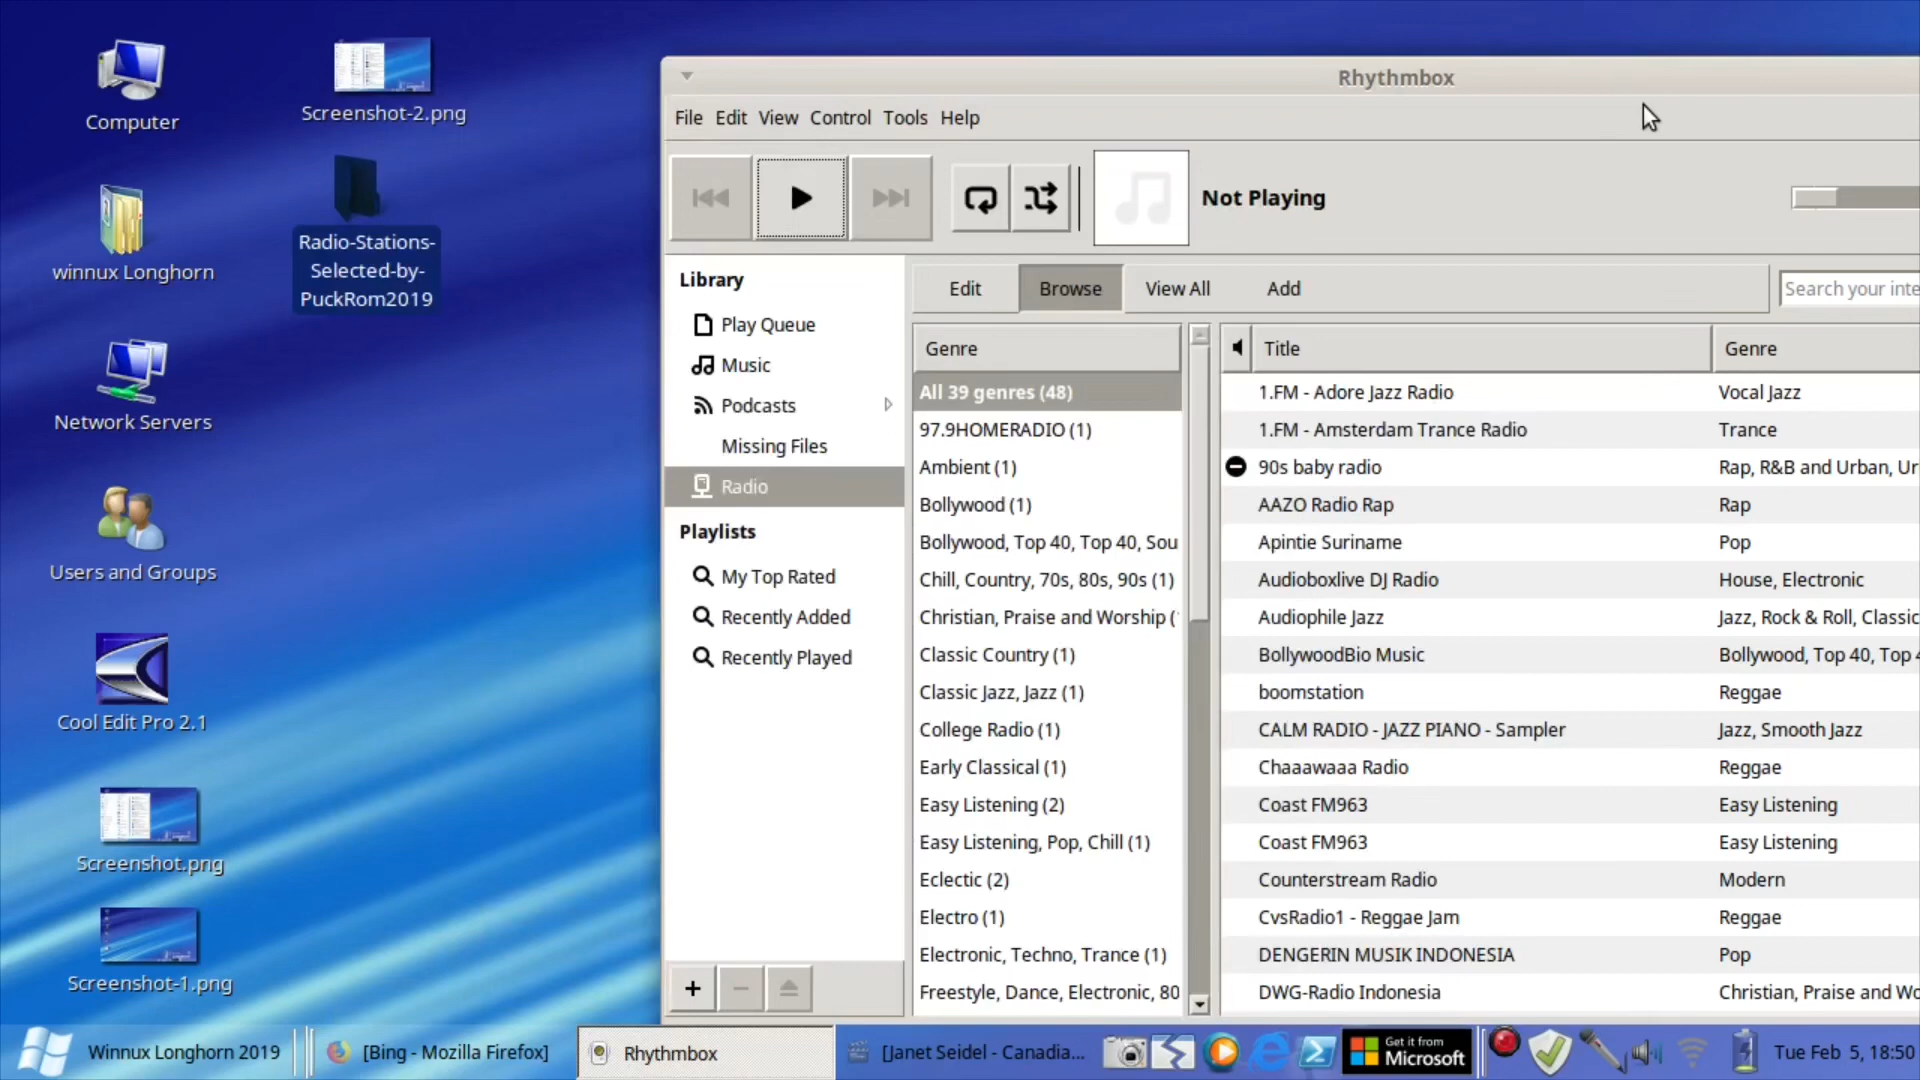 Computer
Screenshot-2.png
winnux Longhorn
Radio-Stations-
Selected-by-
PuckRom2019
Network Servers
Users and Groups
Cool Edit Pro 2.1
Screenshot.png
Screenshot-1.png
Rhythmbox
File Edit View Control Tools Help
Not Playing
Library
Play Queue
Music
Podcasts
Missing Files
Radio
Playlists
My Top Rated
Recently Added
Recently Played
Edit Browse View All Add
Search your inte
Genre
All 39 genres (48)
97.9HOMERADIO (1)
Ambient (1)
Bollywood (1)
Bollywood, Top 40, Top 40, Sou
Chill, Country, 70s, 80s, 90s (1)
Christian, Praise and Worship (
Classic Country (1)
Classic Jazz, Jazz (1)
College Radio (1)
Early Classical (1)
Easy Listening (2)
Easy Listening, Pop, Chill (1)
Eclectic (2)
Electro (1)
Electronic, Techno, Trance (1)
Freestyle, Dance, Electronic, 80
Title Genre
1.FM - Adore Jazz Radio Vocal Jazz
1.FM - Amsterdam Trance Radio Trance
90s baby radio Rap, R&B and Urban, Ur
AAZO Radio Rap Rap
Apintie Suriname Pop
Audioboxlive DJ Radio House, Electronic
Audiophile Jazz Jazz, Rock & Roll, Classic
BollywoodBio Music Bollywood, Top 40, Top 4
boomstation Reggae
CALM RADIO - JAZZ PIANO - Sampler Jazz, Smooth Jazz
Chaaawaaa Radio Reggae
Coast FM963 Easy Listening
Coast FM963 Easy Listening
Counterstream Radio Modern
CvsRadio1 - Reggae Jam Reggae
DENGERIN MUSIK INDONESIA Pop
DWG-Radio Indonesia Christian, Praise and Wo
Winnux Longhorn 2019 [Bing - Mozilla Firefox] Rhythmbox [Janet Seidel - Canadia... Get it from Microsoft Tue Feb 5, 18:50